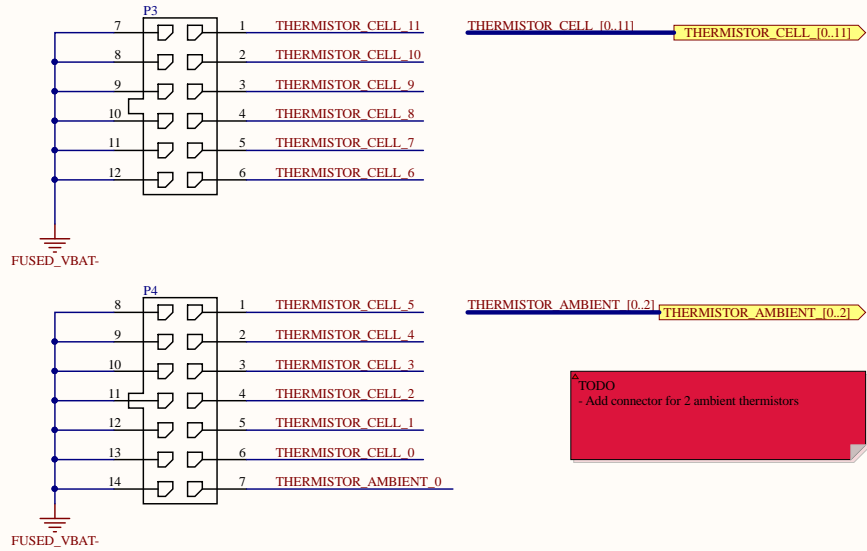 P3
7 1 THERMISTOR_CELL_11
8 2 THERMISTOR_CELL_10
9 3 THERMISTOR_CELL_9
10 4 THERMISTOR_CELL_8
11 5 THERMISTOR_CELL_7
12 6 THERMISTOR_CELL_6
FUSED_VBAT-
THERMISTOR_CELL_[0..11] THERMISTOR_CELL_[0..11]
P4
8 1 THERMISTOR_CELL_5
9 2 THERMISTOR_CELL_4
10 3 THERMISTOR_CELL_3
11 4 THERMISTOR_CELL_2
12 5 THERMISTOR_CELL_1
13 6 THERMISTOR_CELL_0
14 7 THERMISTOR_AMBIENT_0
FUSED_VBAT-
THERMISTOR_AMBIENT_[0..2] THERMISTOR_AMBIENT_[0..2]
TODO
- Add connector for 2 ambient thermistors